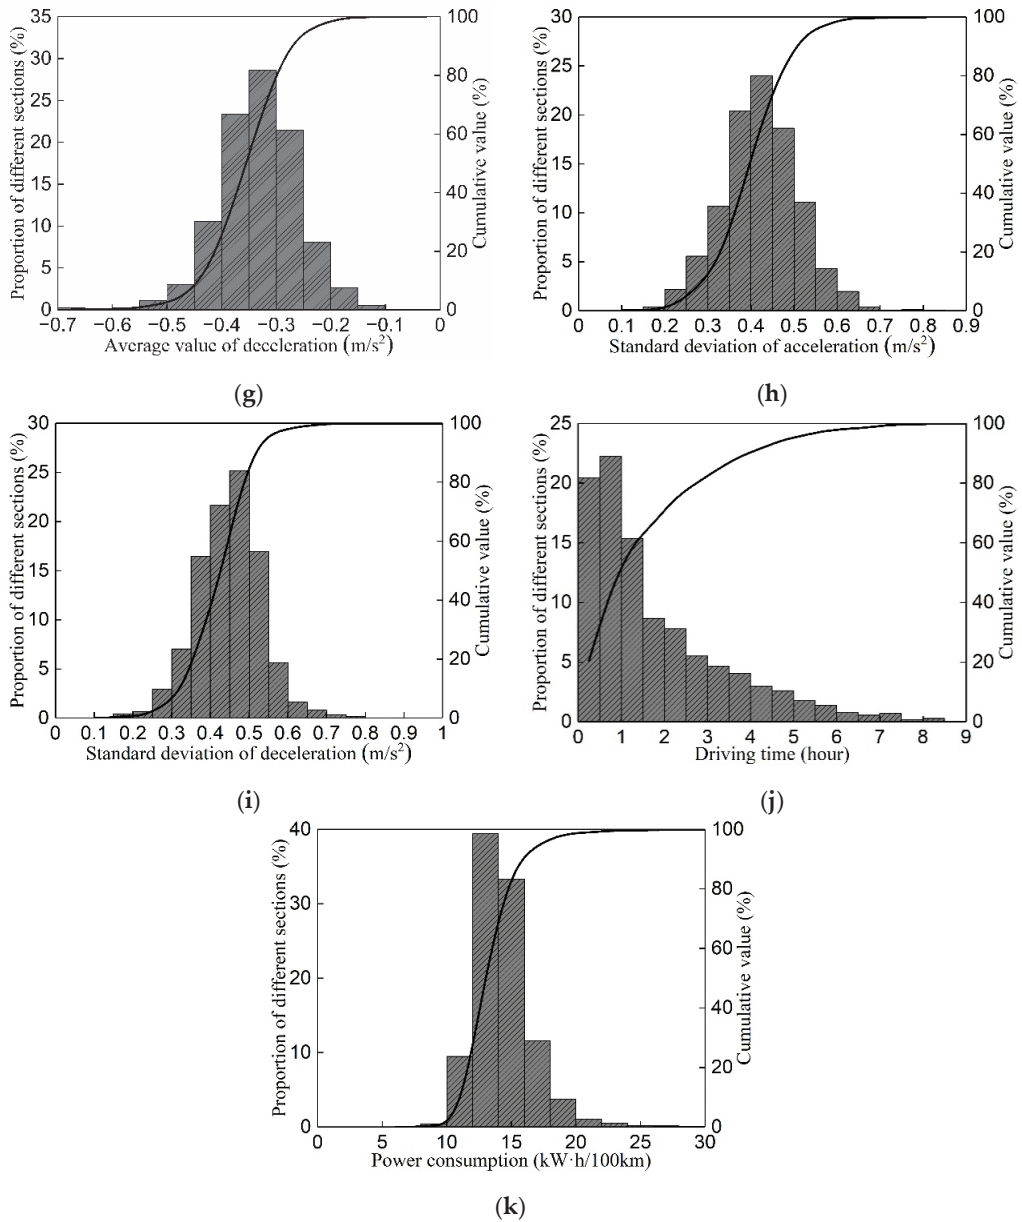 35 100
30 80
25
20 60
15 40
10
5 20
0 0
−0.7 −0.6 −0.5 −0.4 −0.3 −0.2 −0.1 0
Proportion of different sections (%)
Cumulative value (%)
Average value of deceleration (m/s²)
(g)
30 100
25 80
20 60
15
10 40
5 20
0 0
0 0.1 0.2 0.3 0.4 0.5 0.6 0.7 0.8 0.9
Proportion of different sections (%)
Cumulative value (%)
Standard deviation of acceleration (m/s²)
(h)
30 100
25 80
20 60
15
10 40
5 20
0 0
0 0.1 0.2 0.3 0.4 0.5 0.6 0.7 0.8 0.9 1
Proportion of different sections (%)
Cumulative value (%)
Standard deviation of deceleration (m/s²)
(i)
25 100
20 80
15 60
10 40
5 20
0 0
0 1 2 3 4 5 6 7 8 9
Proportion of different sections (%)
Cumulative value (%)
Driving time (hour)
(j)
40 100
30 80
20 60
10 40
20
0 0
0 5 10 15 20 25 30
Proportion of different sections (%)
Cumulative value (%)
Power consumption (kW·h/100km)
(k)